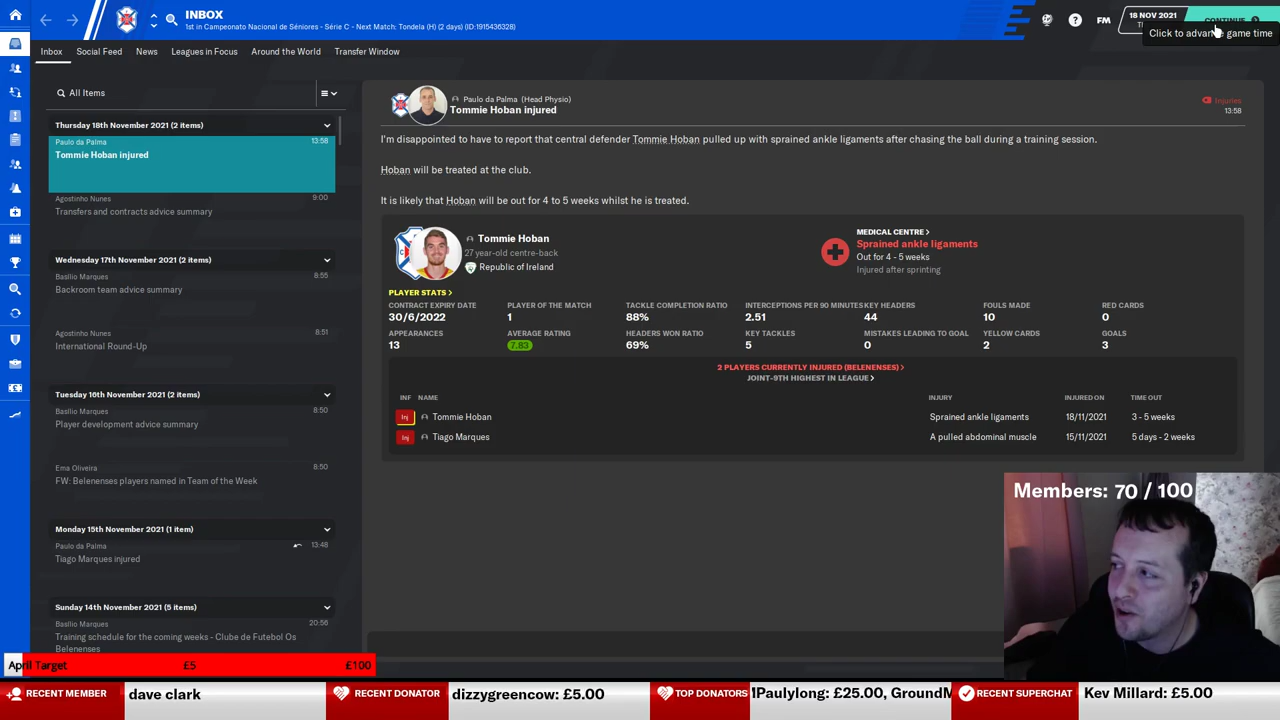 INBOX
1st in Campeonato Nacional de Séniores - Série C - Next Match: Tondela (H) (2 days) (ID:1915436328)
FM
18 NOV 2021
CONTINUE
Click to advance game time
Inbox
Social Feed
News
Leagues in Focus
Around the World
Transfer Window
All Items
Thursday 18th November 2021 (2 items)
Paulo da Palma 13:58
Tommie Hoban injured
Agostinho Nunes 9:00
Transfers and contracts advice summary
Wednesday 17th November 2021 (2 items)
Basílio Marques 8:55
Backroom team advice summary
Agostinho Nunes 8:51
International Round-Up
Tuesday 16th November 2021 (2 items)
Basílio Marques 8:50
Player development advice summary
Ema Oliveira 8:50
FW: Belenenses players named in Team of the Week
Monday 15th November 2021 (1 item)
Paulo da Palma 13:48
Tiago Marques injured
Sunday 14th November 2021 (5 items)
Basílio Marques 20:56
Training schedule for the coming weeks - Clube de Futebol Os
Belenenses
Paulo da Palma (Head Physio)
Tommie Hoban injured
Injuries
13:58
I'm disappointed to have to report that central defender Tommie Hoban pulled up with sprained ankle ligaments after chasing the ball during a training session.
Hoban will be treated at the club.
It is likely that Hoban will be out for 4 to 5 weeks whilst he is treated.
Tommie Hoban
27 year-old centre-back
Republic of Ireland
MEDICAL CENTRE >
Sprained ankle ligaments
Out for 4 - 5 weeks
Injured after sprinting
PLAYER STATS >
CONTRACT EXPIRY DATE PLAYER OF THE MATCH TACKLE COMPLETION RATIO INTERCEPTIONS PER 90 MINUTES KEY HEADERS FOULS MADE RED CARDS
30/6/2022 1 88% 2.51 44 10 0
APPEARANCES AVERAGE RATING HEADERS WON RATIO KEY TACKLES MISTAKES LEADING TO GOAL YELLOW CARDS GOALS
13 7.83 69% 5 0 2 3
2 PLAYERS CURRENTLY INJURED (BELENENSES) >
JOINT-9TH HIGHEST IN LEAGUE >
INF NAME INJURY INJURED ON TIME OUT
Inj Tommie Hoban Sprained ankle ligaments 18/11/2021 3 - 5 weeks
Inj Tiago Marques A pulled abdominal muscle 15/11/2021 5 days - 2 weeks
Members: 70 / 100
April Target £5 £100
RECENT MEMBER dave clark RECENT DONATOR dizzygreencow: £5.00 TOP DONATORS Paulylong: £25.00, GroundM RECENT SUPERCHAT Kev Millard: £5.00